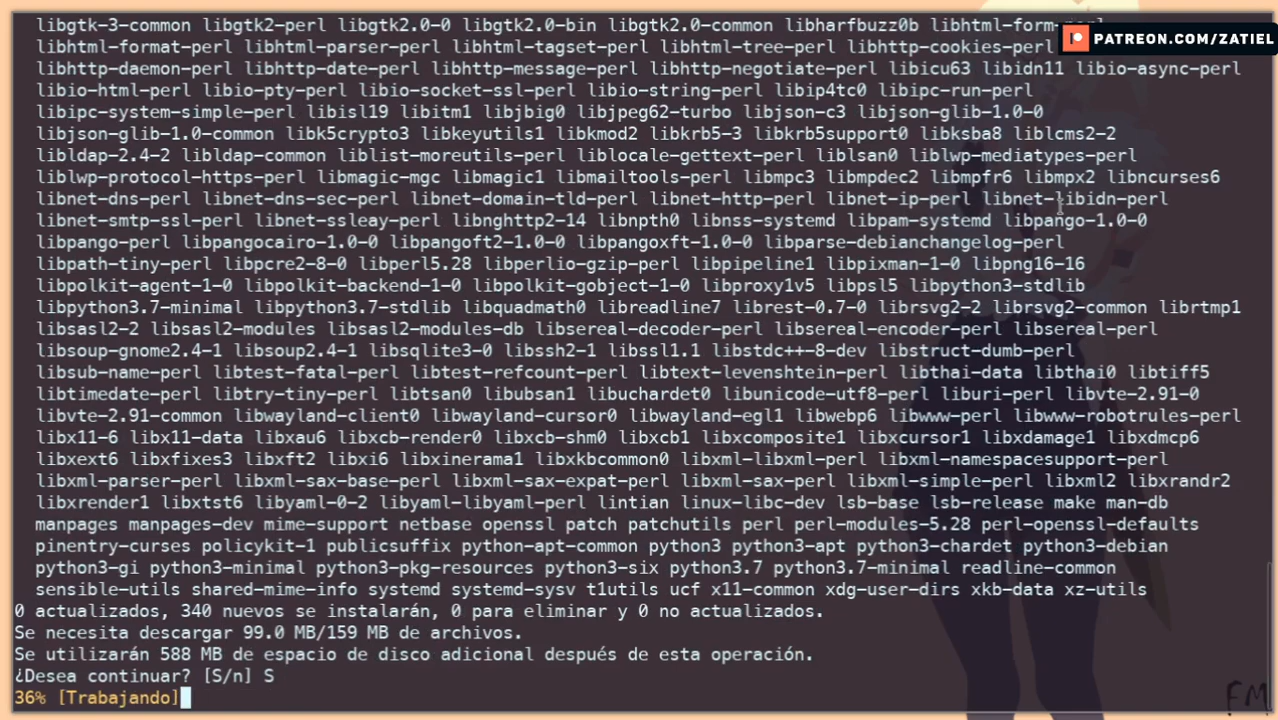 libgtk-3-common libgtk2-perl libgtk2.0-0 libgtk2.0-bin libgtk2.0-common libharfbuzz0b libhtml-form-perl
PATREON.COM/ZATIEL
libhtml-format-perl libhtml-parser-perl libhtml-tagset-perl libhtml-tree-perl libhttp-cookies-perl
libhttp-daemon-perl libhttp-date-perl libhttp-message-perl libhttp-negotiate-perl libicu63 libidn11 libio-async-perl
libio-html-perl libio-pty-perl libio-socket-ssl-perl libio-string-perl libip4tc0 libipc-run-perl
libipc-system-simple-perl libisl19 libitm1 libjbig0 libjpeg62-turbo libjson-c3 libjson-glib-1.0-0
libjson-glib-1.0-common libk5crypto3 libkeyutils1 libkmod2 libkrb5-3 libkrb5support0 libksba8 liblcms2-2
libldap-2.4-2 libldap-common liblist-moreutils-perl liblocale-gettext-perl liblsan0 liblwp-mediatypes-perl
liblwp-protocol-https-perl libmagic-mgc libmagic1 libmailtools-perl libmpc3 libmpdec2 libmpfr6 libmpx2 libncurses6
libnet-dns-perl libnet-dns-sec-perl libnet-domain-tld-perl libnet-http-perl libnet-ip-perl libnet-libidn-perl
libnet-smtp-ssl-perl libnet-ssleay-perl libnghttp2-14 libnpth0 libnss-systemd libpam-systemd libpango-1.0-0
libpango-perl libpangocairo-1.0-0 libpangoft2-1.0-0 libpangoxft-1.0-0 libparse-debianchangelog-perl
libpath-tiny-perl libpcre2-8-0 libperl5.28 libperlio-gzip-perl libpipeline1 libpixman-1-0 libpng16-16
libpolkit-agent-1-0 libpolkit-backend-1-0 libpolkit-gobject-1-0 libproxy1v5 libpsl5 libpython3-stdlib
libpython3.7-minimal libpython3.7-stdlib libquadmath0 libreadline7 librest-0.7-0 librsvg2-2 librsvg2-common librtmp1
libsasl2-2 libsasl2-modules libsasl2-modules-db libsereal-decoder-perl libsereal-encoder-perl libsereal-perl
libsoup-gnome2.4-1 libsoup2.4-1 libsqlite3-0 libssh2-1 libssl1.1 libstdc++-8-dev libstruct-dumb-perl
libsub-name-perl libtest-fatal-perl libtest-refcount-perl libtext-levenshtein-perl libthai-data libthai0 libtiff5
libtimedate-perl libtry-tiny-perl libtsan0 libubsan1 libuchardet0 libunicode-utf8-perl liburi-perl libvte-2.91-0
libvte-2.91-common libwayland-client0 libwayland-cursor0 libwayland-egl1 libwebp6 libwww-perl libwww-robotrules-perl
libx11-6 libx11-data libxau6 libxcb-render0 libxcb-shm0 libxcb1 libxcomposite1 libxcursor1 libxdamage1 libxdmcp6
libxext6 libxfixes3 libxft2 libxi6 libxinerama1 libxkbcommon0 libxml-libxml-perl libxml-namespacesupport-perl
libxml-parser-perl libxml-sax-base-perl libxml-sax-expat-perl libxml-sax-perl libxml-simple-perl libxml2 libxrandr2
libxrender1 libxtst6 libyaml-0-2 libyaml-libyaml-perl lintian linux-libc-dev lsb-base lsb-release make man-db
manpages manpages-dev mime-support netbase openssl patch patchutils perl perl-modules-5.28 perl-openssl-defaults
pinentry-curses policykit-1 publicsuffix python-apt-common python3 python3-apt python3-chardet python3-debian
python3-gi python3-minimal python3-pkg-resources python3-six python3.7 python3.7-minimal readline-common
sensible-utils shared-mime-info systemd systemd-sysv t1utils ucf x11-common xdg-user-dirs xkb-data xz-utils
0 actualizados, 340 nuevos se instalarán, 0 para eliminar y 0 no actualizados.
Se necesita descargar 99.0 MB/159 MB de archivos.
Se utilizarán 588 MB de espacio de disco adicional después de esta operación.
¿Desea continuar? [S/n] S
36% [Trabajando]
FM